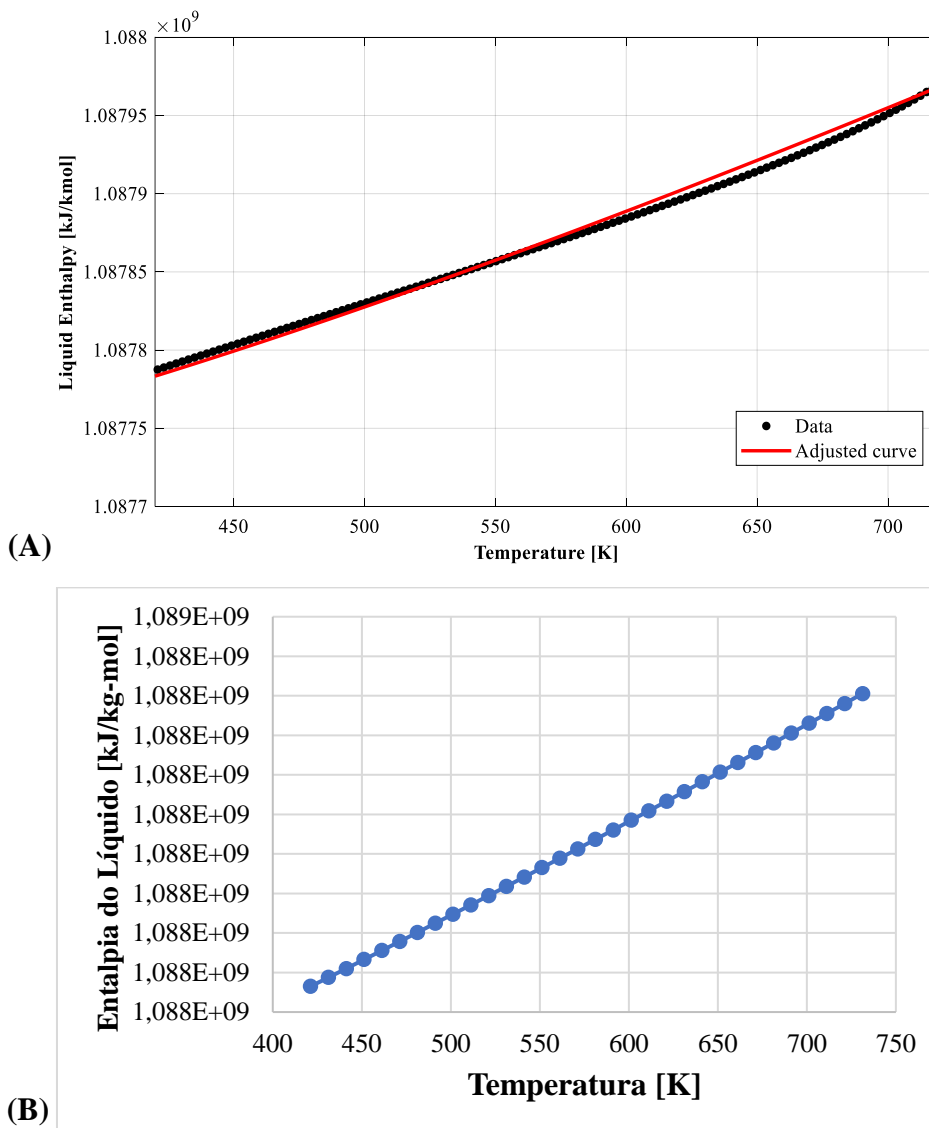 ×10^9
1.088
1.08795
1.0879
1.08785
1.0878
1.08775
1.0877
Liquid Enthalpy [kJ/kmol]
450
500
550
600
650
700
Temperature [K]
Data
Adjusted curve
(A)
1,089E+09
1,088E+09
1,088E+09
1,088E+09
1,088E+09
1,088E+09
1,088E+09
1,088E+09
1,088E+09
1,088E+09
1,088E+09
Entalpia do Líquido [kJ/kg-mol]
400
450
500
550
600
650
700
750
Temperatura [K]
(B)